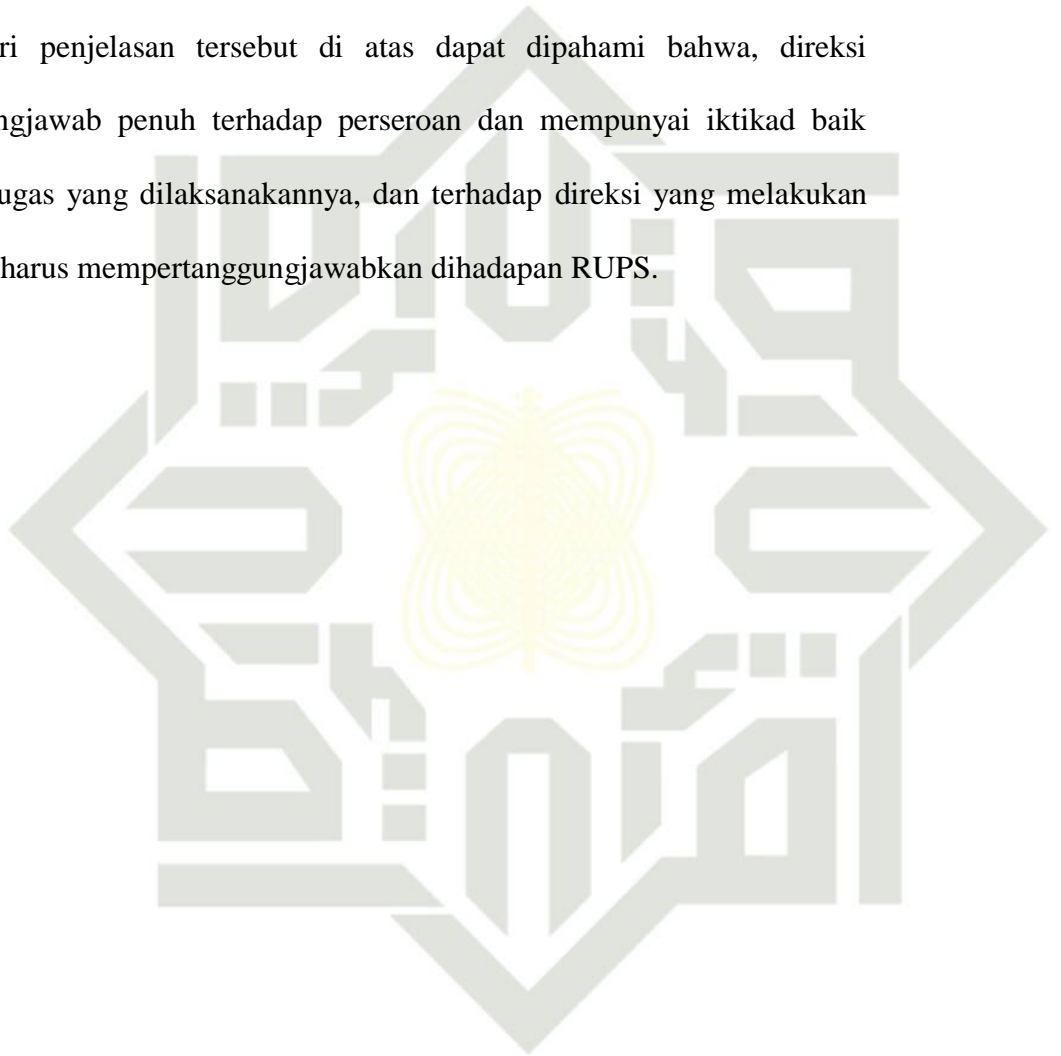 ri penjelasan tersebut di atas dapat dipahami bahwa, direksi
ngjawab penuh terhadap perseroan dan mempunyai iktikad baik
ugas yang dilaksanakannya, dan terhadap direksi yang melakukan
harus mempertanggungjawabkan dihadapan RUPS.